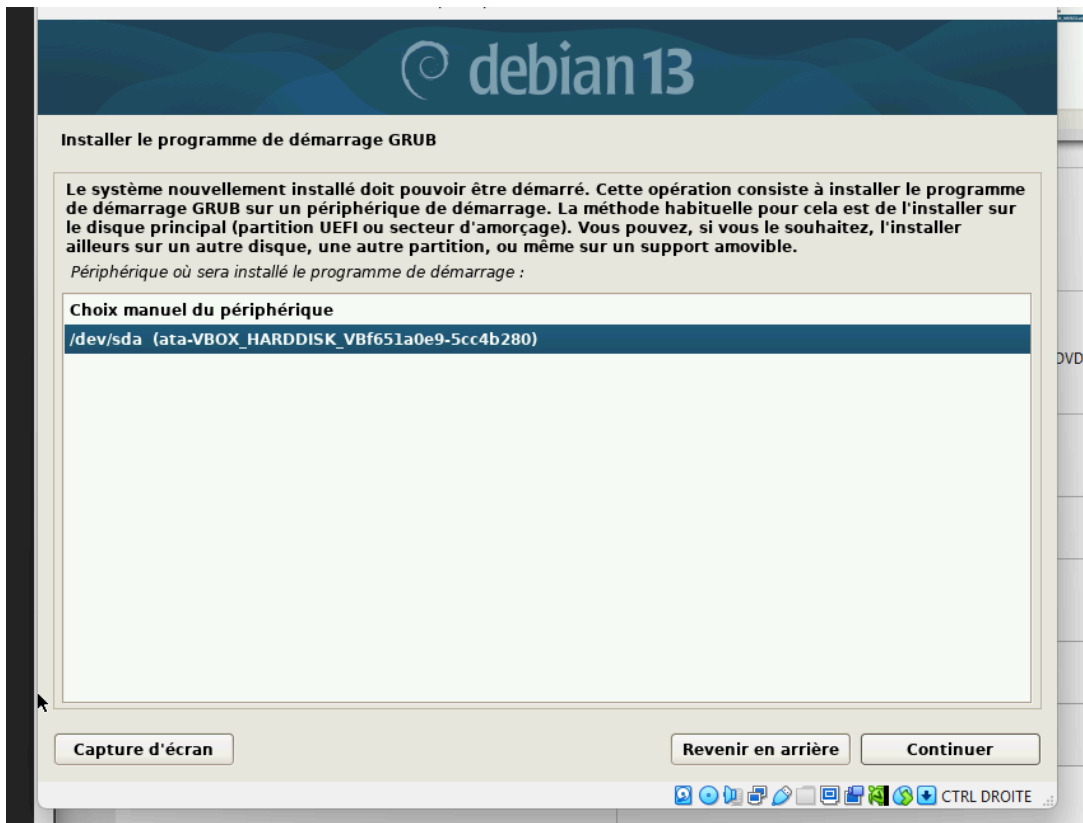 debian 13
Installer le programme de démarrage GRUB
Le système nouvellement installé doit pouvoir être démarré. Cette opération consiste à installer le programme
de démarrage GRUB sur un périphérique de démarrage. La méthode habituelle pour cela est de l'installer sur
le disque principal (partition UEFI ou secteur d'amorçage). Vous pouvez, si vous le souhaitez, l'installer
ailleurs sur un autre disque, une autre partition, ou même sur un support amovible.
Périphérique où sera installé le programme de démarrage :
Choix manuel du périphérique
/dev/sda (ata-VBOX_HARDDISK_VBf651a0e9-5cc4b280)
DVD
Capture d'écran
Revenir en arrière
Continuer
CTRL DROITE